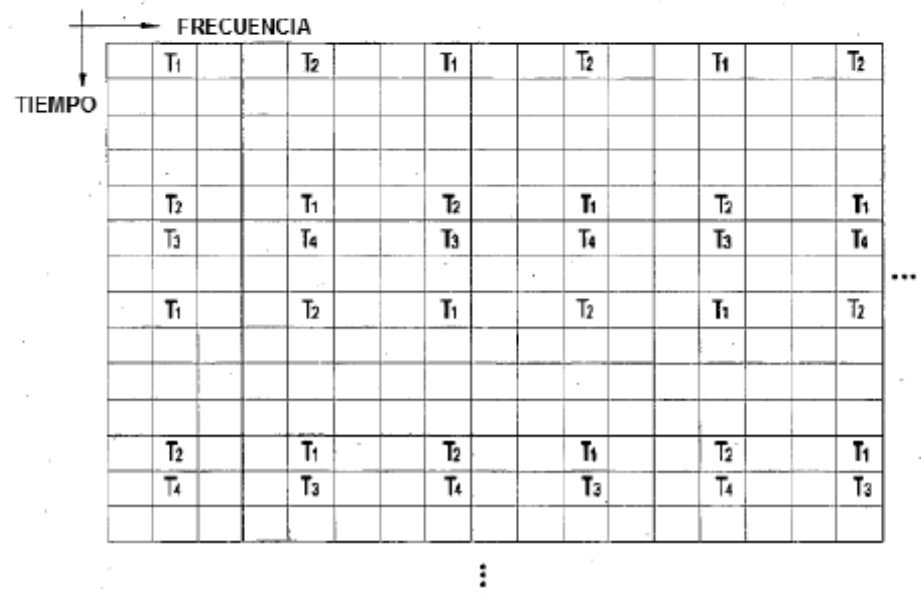 FRECUENCIA
TIEMPO
T1 T2 T1 T2 T1 T2
T2 T1 T2 T1 T2 T1
T3 T4 T3 T4 T3 T4
...
T1 T2 T1 T2 T1 T2
T2 T1 T2 T1 T2 T1
T4 T3 T4 T3 T4 T3
...